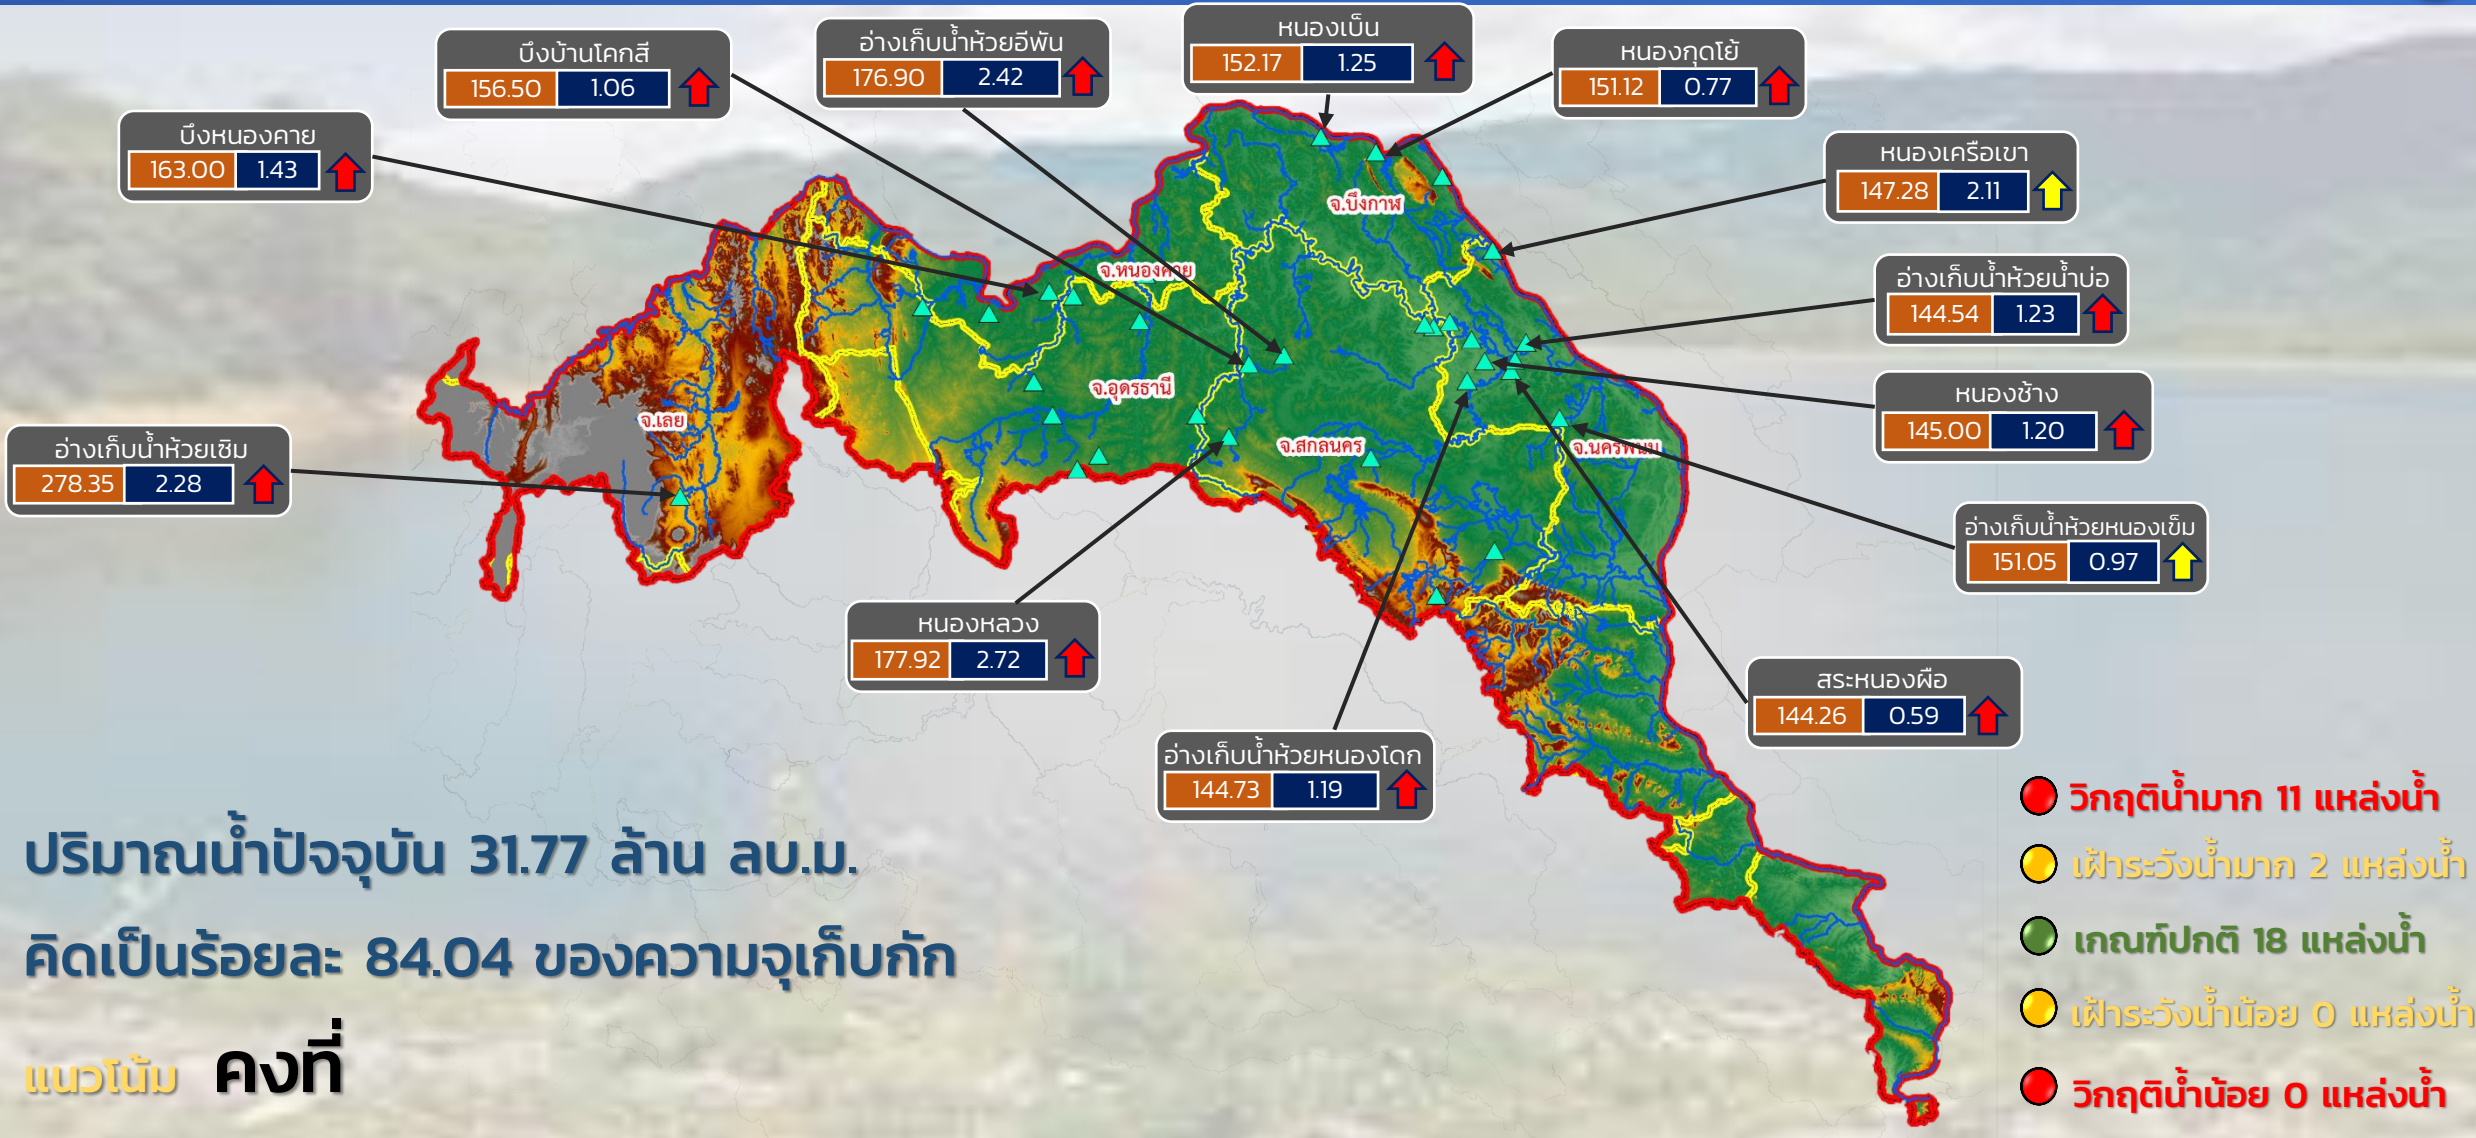 หนองเบ็น
152.17 1.25
อ่างเก็บน้ำห้วยอีพัน
176.90 2.42
บึงบ้านโคกสี
156.50 1.06
หนองกุดโย้
151.12 0.77
บึงหนองคาย
163.00 1.43
หนองเครือเขา
147.28 2.11
จ.บึงกาฬ
จ.หนองคาย
อ่างเก็บน้ำห้วยน้ำบ่อ
144.54 1.23
จ.อุดรธานี
หนองช้าง
145.00 1.20
จ.เลย
จ.สกลนคร
จ.นครพนม
อ่างเก็บน้ำห้วยเซิม
278.35 2.28
อ่างเก็บน้ำห้วยหนองเข็ม
151.05 0.97
หนองหลวง
177.92 2.72
สระหนองผือ
144.26 0.59
อ่างเก็บน้ำห้วยหนองโดก
144.73 1.19
วิกฤติน้ำมาก 11 แหล่งน้ำ
เฝ้าระวังน้ำมาก 2 แหล่งน้ำ
เกณฑ์ปกติ 18 แหล่งน้ำ
เฝ้าระวังน้ำน้อย 0 แหล่งน้ำ
วิกฤติน้ำน้อย 0 แหล่งน้ำ
ปริมาณน้ำปัจจุบัน 31.77 ล้าน ลบ.ม.
คิดเป็นร้อยละ 84.04 ของความจุเก็บกัก
แนวโน้ม คงที่